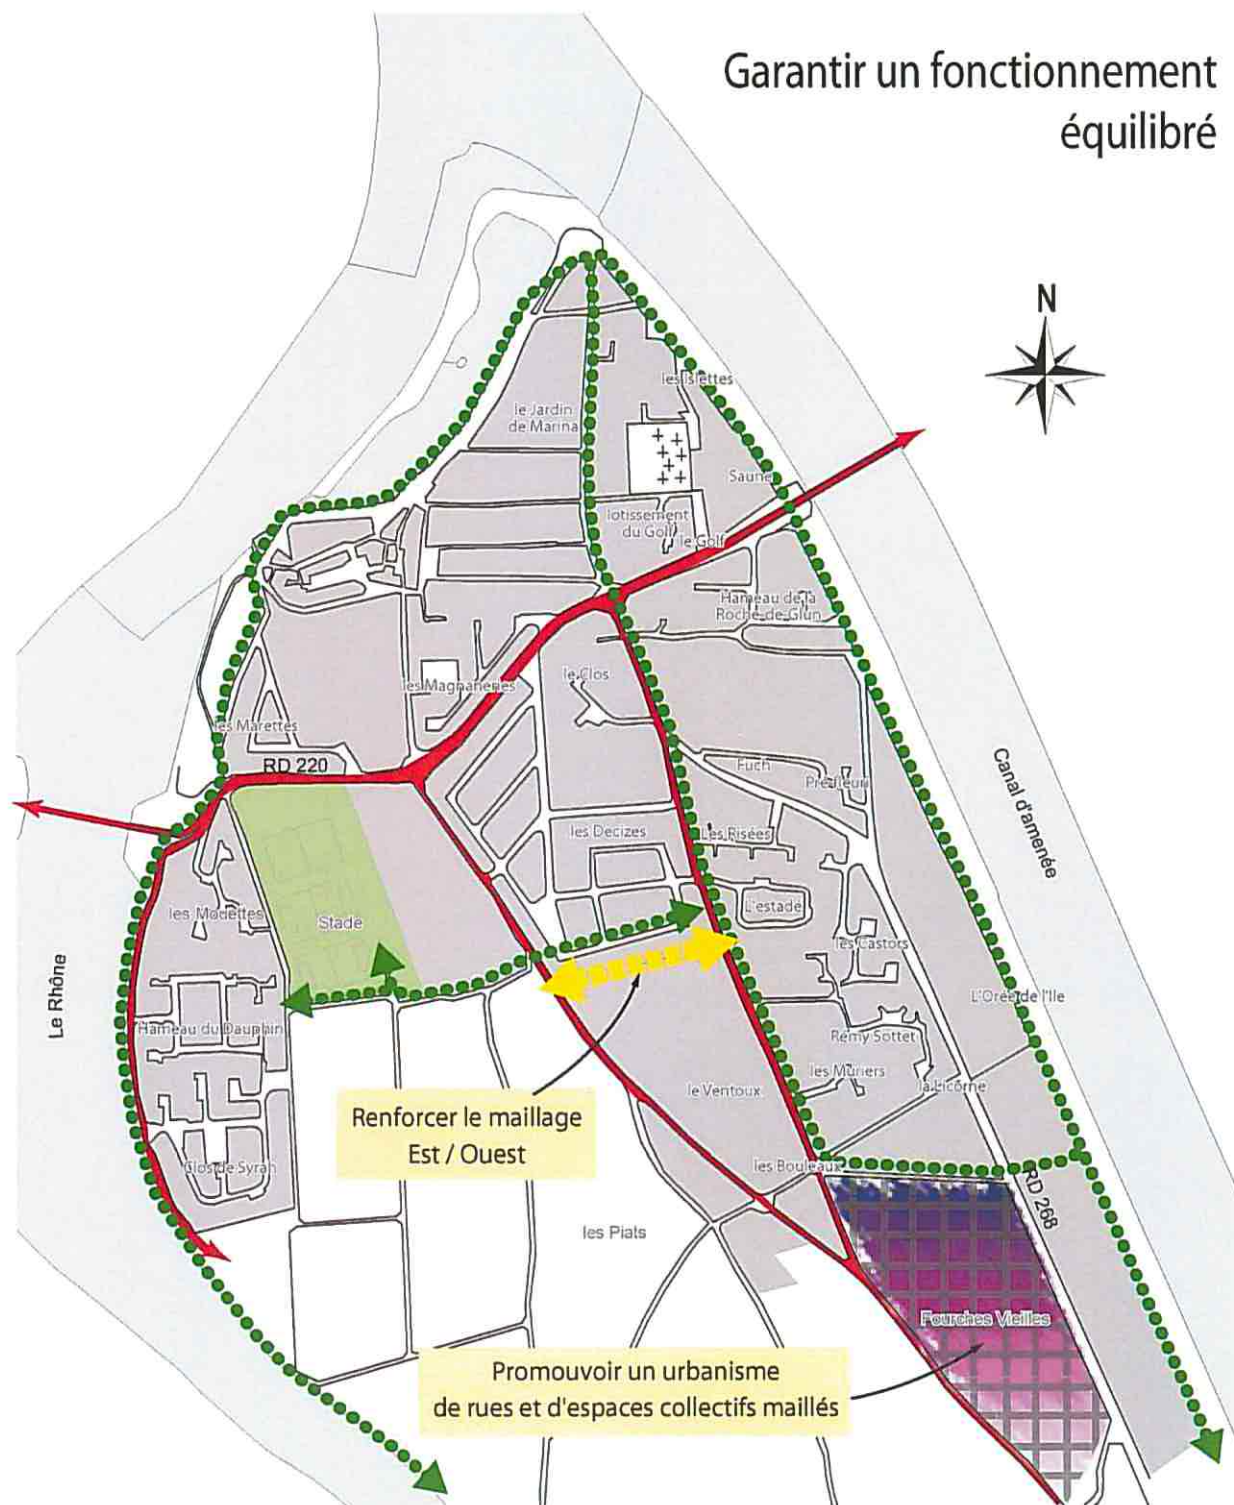 Garantir un fonctionnement
équilibré
N
les Islettes
le Jardin
de Marina
Saune
lotissement
du Golf
le Golf
Hameau de la
Roche-de-Glun
le Clos
les Magnaneries
les Marettes
RD 220
Fuch
Préfleuri
Canal d'amenée
les Decizes
Les Risées
les Modettes
Stade
L'estade
les Castors
Le Rhône
L'Orée de l'Ile
Hameau du Dauphin
Rémy Sottet
les Muriers
la Licorne
le Ventoux
Renforcer le maillage
Est / Ouest
Clos de Syrah
les Bouleaux
RD 268
les Piats
Fourches Vieilles
Promouvoir un urbanisme
de rues et d'espaces collectifs maillés